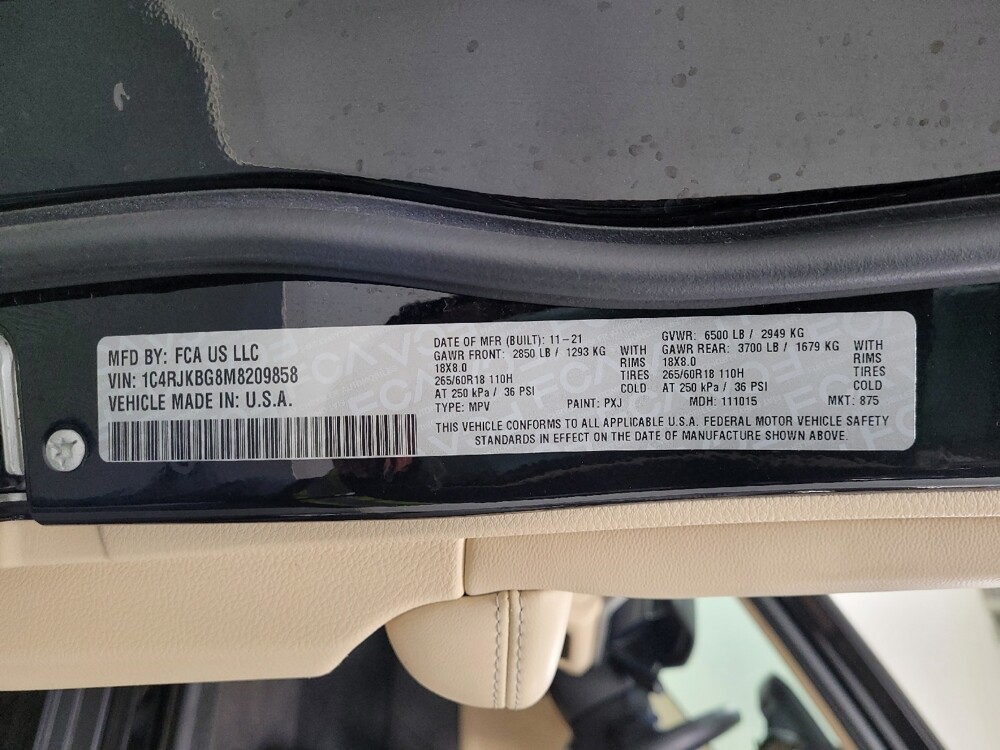 MFD BY: FCA US LLC
VIN: 1C4RJKBG8M8209858
VEHICLE MADE IN: U.S.A.
DATE OF MFR (BUILT): 11-21
GVWR: 6500 LB / 2949 KG
GAWR FRONT: 2850 LB / 1293 KG WITH
18X8.0 RIMS
265/60R18 110H TIRES
AT 250 kPa / 36 PSI COLD
GAWR REAR: 3700 LB / 1679 KG WITH
18X8.0 RIMS
265/60R18 110H TIRES
AT 250 kPa / 36 PSI COLD
TYPE: MPV PAINT: PXJ MDH: 111015 MKT: 875
THIS VEHICLE CONFORMS TO ALL APPLICABLE U.S.A. FEDERAL MOTOR VEHICLE SAFETY
STANDARDS IN EFFECT ON THE DATE OF MANUFACTURE SHOWN ABOVE.